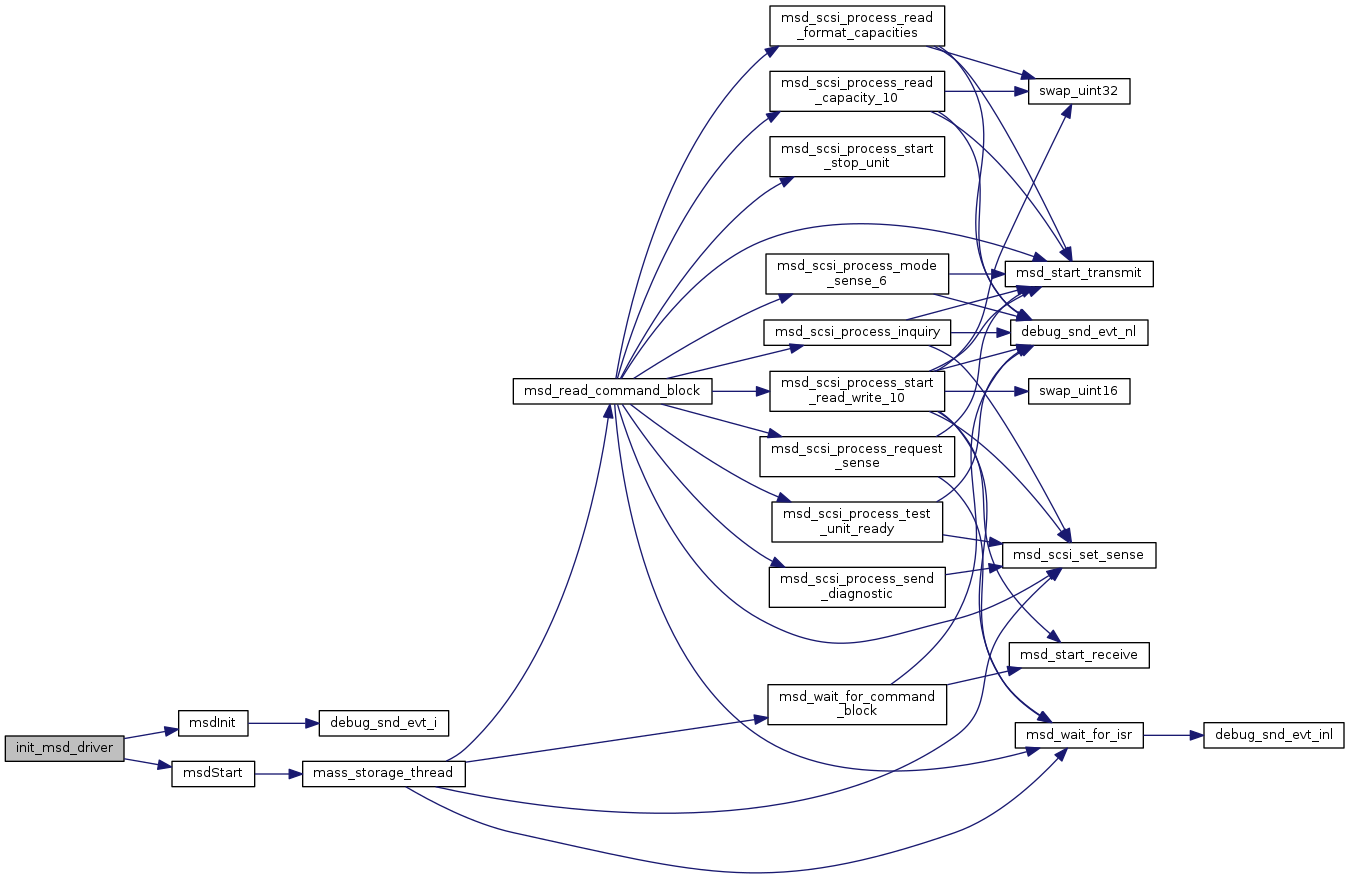 msd_scsi_process_read
_format_capacities
msd_scsi_process_read
_capacity_10
swap_uint32
msd_scsi_process_start
_stop_unit
msd_scsi_process_mode
_sense_6
msd_start_transmit
msd_scsi_process_inquiry
debug_snd_evt_nl
msd_read_command_block
msd_scsi_process_start
_read_write_10
swap_uint16
msd_scsi_process_request
_sense
msd_scsi_process_test
_unit_ready
msd_scsi_set_sense
msd_scsi_process_send
_diagnostic
msd_start_receive
msd_wait_for_command
_block
msdInit
debug_snd_evt_i
init_msd_driver
msd_wait_for_isr
debug_snd_evt_inl
msdStart
mass_storage_thread